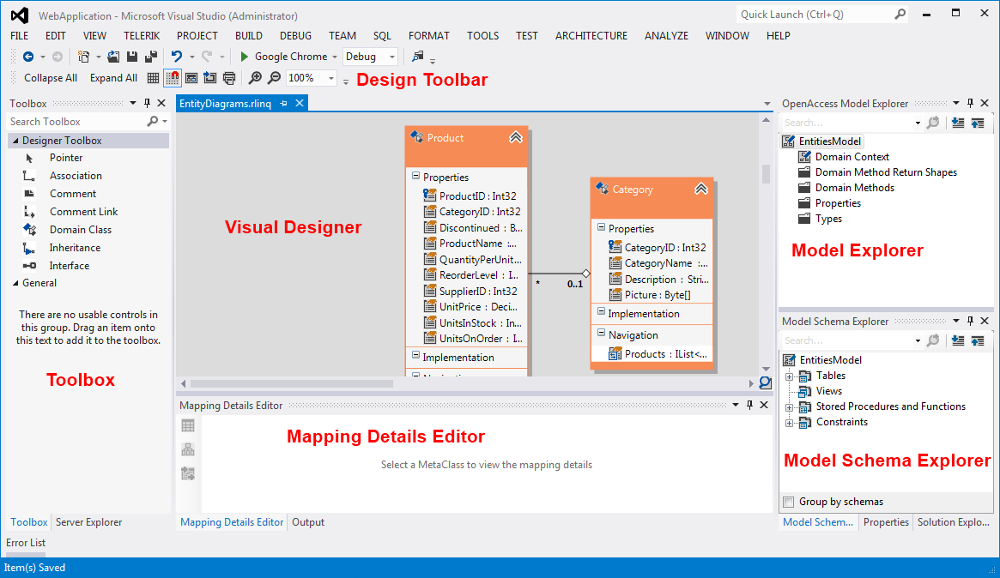 WebApplication - Microsoft Visual Studio (Administrator)
Quick Launch (Ctrl+Q)
FILE EDIT VIEW TELERIK PROJECT BUILD DEBUG TEAM SQL FORMAT TOOLS TEST ARCHITECTURE ANALYZE WINDOW HELP
Google Chrome Debug
Collapse All Expand All 100% Design Toolbar
Toolbox
Search Toolbox
Designer Toolbox
Pointer
Association
Comment
Comment Link
Domain Class
Inheritance
Interface
General
There are no usable controls in
this group. Drag an item onto
this text to add it to the toolbox.
Toolbox
Toolbox Server Explorer
EntityDiagrams.rlinq
Visual Designer
Product
Properties
ProductID : Int32
CategoryID : Int32
Discontinued : B...
ProductName : ...
QuantityPerUnit...
ReorderLevel : I...
SupplierID : Int32
UnitPrice : Deci...
UnitsInStock : In...
UnitsOnOrder : I...
Implementation
* 0..1
Category
Properties
CategoryID : Int32
CategoryName : ...
Description : Stri...
Picture : Byte[]
Implementation
Navigation
Products : IList<...
Mapping Details Editor
Mapping Details Editor
Select a MetaClass to view the mapping details
Mapping Details Editor Output
OpenAccess Model Explorer
Search...
EntitiesModel
Domain Context
Domain Method Return Shapes
Domain Methods
Properties
Types
Model Explorer
Model Schema Explorer
Search...
EntitiesModel
Tables
Views
Stored Procedures and Functions
Constraints
Model Schema Explorer
Group by schemas
Model Schem... Properties Solution Explo...
Error List
Item(s) Saved